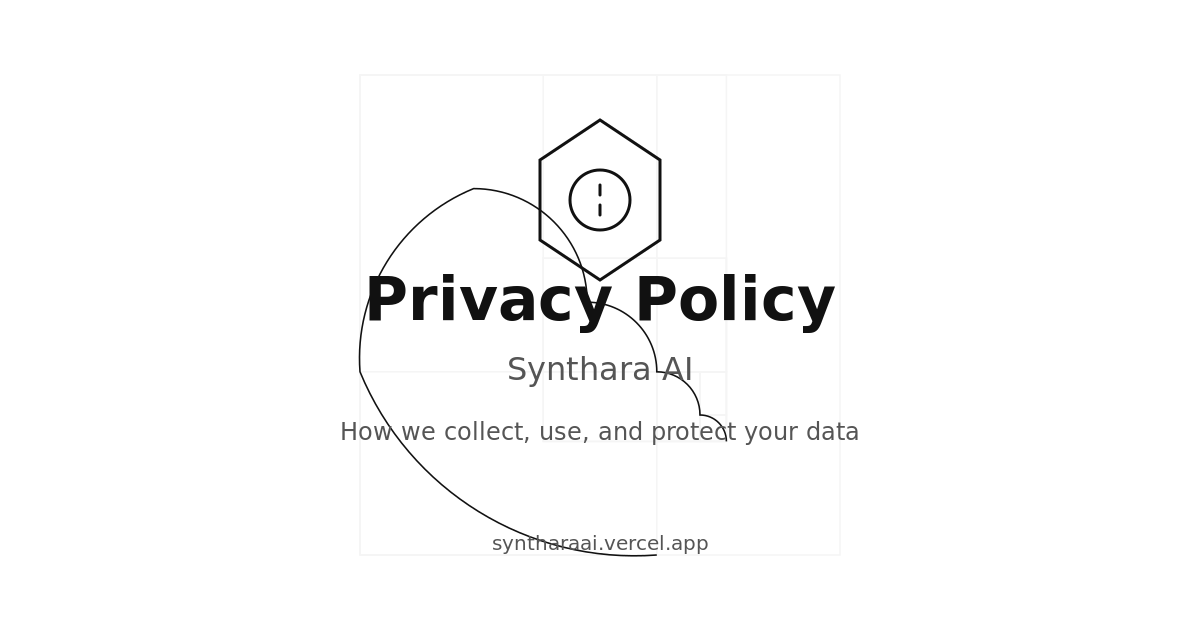 Privacy Policy
Synthara AI
How we collect, use, and protect your data
syntharaai.vercel.app